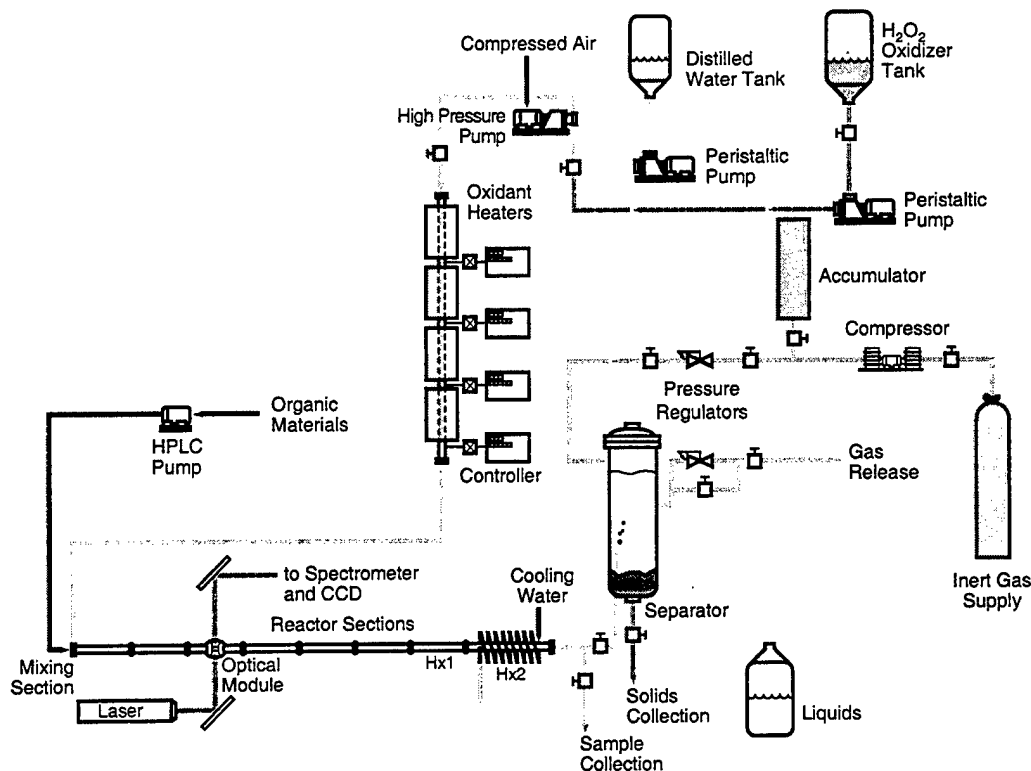 Compressed Air
Distilled
Water Tank
H2O2
Oxidizer
Tank
High Pressure
Pump
Peristaltic
Pump
Oxidant
Heaters
Peristaltic
Pump
Accumulator
Compressor
Organic
Materials
HPLC
Pump
Pressure
Regulators
Controller
Gas
Release
to Spectrometer
and CCD
Cooling
Water
Inert Gas
Supply
Separator
Reactor Sections
Mixing
Section
Optical
Module
Hx1
Hx2
Laser
Solids
Collection
Liquids
Sample
Collection